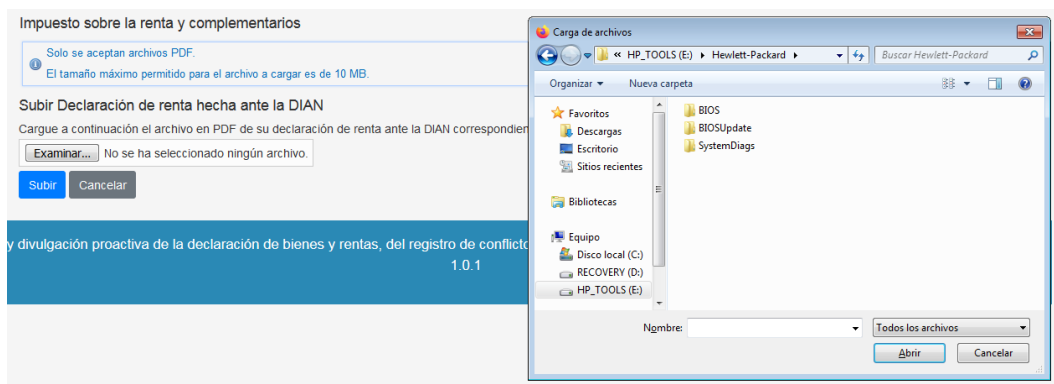 Impuesto sobre la renta y complementarios
Solo se aceptan archivos PDF.
El tamaño máximo permitido para el archivo a cargar es de 10 MB.
Subir Declaración de renta hecha ante la DIAN
Cargue a continuación el archivo en PDF de su declaración de renta ante la DIAN correspondien
Examinar... No se ha seleccionado ningún archivo.
Subir Cancelar
y divulgación proactiva de la declaración de bienes y rentas, del registro de conflicto
1.0.1
Carga de archivos
« HP_TOOLS (E:) Hewlett-Packard Buscar Hewlett-Packard
Organizar Nueva carpeta
Favoritos
Descargas
Escritorio
Sitios recientes
Bibliotecas
Equipo
Disco local (C:)
RECOVERY (D:)
HP_TOOLS (E:)
BIOS
BIOSUpdate
SystemDiags
Nombre: Todos los archivos
Abrir Cancelar